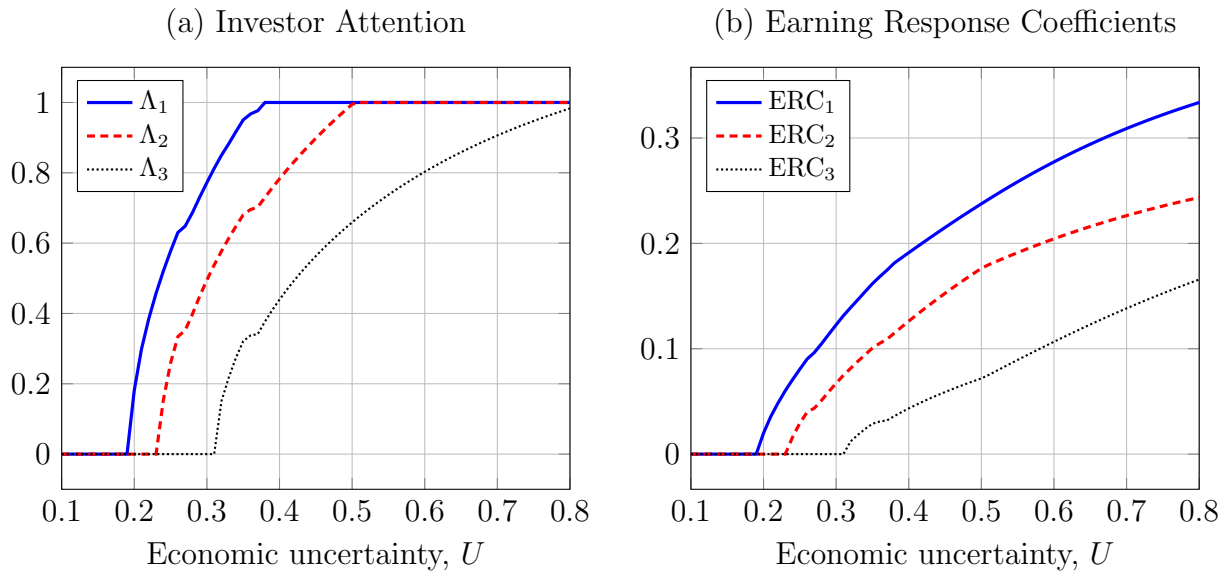 (a) Investor Attention
Λ₁
Λ₂
Λ₃
1
0.8
0.6
0.4
0.2
0
0.1 0.2 0.3 0.4 0.5 0.6 0.7 0.8
Economic uncertainty, U
(b) Earning Response Coefficients
ERC₁
ERC₂
ERC₃
0.3
0.2
0.1
0
0.1 0.2 0.3 0.4 0.5 0.6 0.7 0.8
Economic uncertainty, U